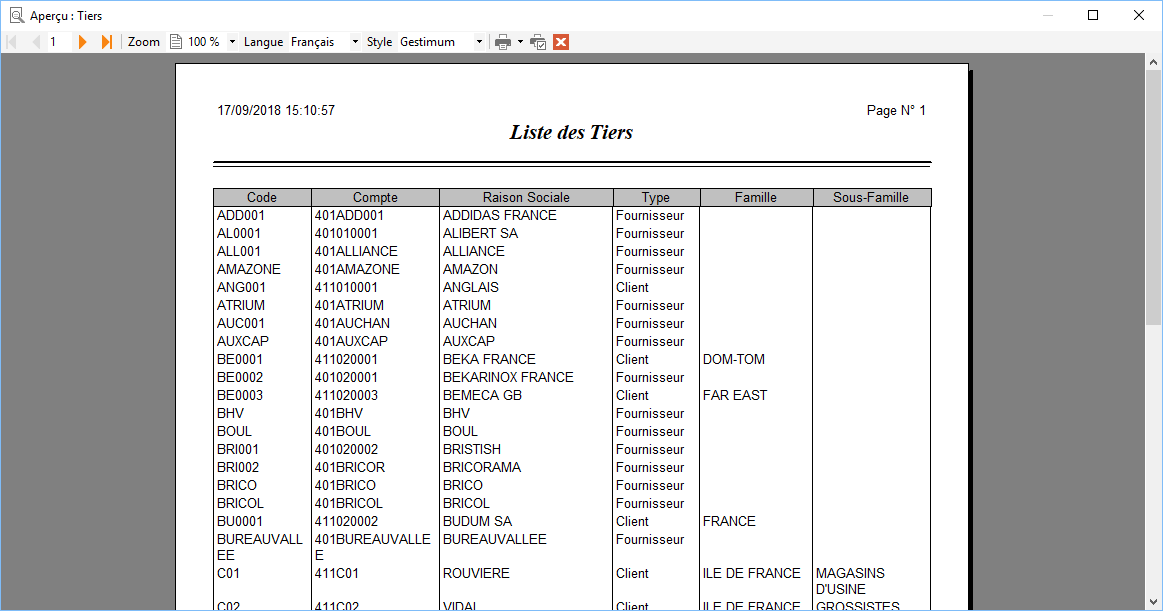 Aperçu : Tiers
1 Zoom 100 % Langue Français Style Gestimum
17/09/2018 15:10:57 Page N° 1
Liste des Tiers
Code Compte Raison Sociale Type Famille Sous-Famille
ADD001 401ADD001 ADDIDAS FRANCE Fournisseur
AL0001 401010001 ALIBERT SA Fournisseur
ALL001 401ALLIANCE ALLIANCE Fournisseur
AMAZONE 401AMAZONE AMAZON Fournisseur
ANG001 411010001 ANGLAIS Client
ATRIUM 401ATRIUM ATRIUM Fournisseur
AUC001 401AUCHAN AUCHAN Fournisseur
AUXCAP 401AUXCAP AUXCAP Fournisseur
BE0001 411020001 BEKA FRANCE Client DOM-TOM
BE0002 401020001 BEKARINOX FRANCE Fournisseur
BE0003 411020003 BEMECA GB Client FAR EAST
BHV 401BHV BHV Fournisseur
BOUL 401BOUL BOUL Fournisseur
BRI001 401020002 BRISTISH Fournisseur
BRI002 401BRICOR BRICORAMA Fournisseur
BRICO 401BRICO BRICO Fournisseur
BRICOL 401BRICOL BRICOL Fournisseur
BU0001 411020002 BUDUM SA Client FRANCE
BUREAUVALL 401BUREAUVALLE BUREAUVALLEE Fournisseur
EE E
C01 411C01 ROUVIERE Client ILE DE FRANCE MAGASINS
D'USINE
C02 411C02 VIDAL Client ILE DE FRANCE GROSSISTES